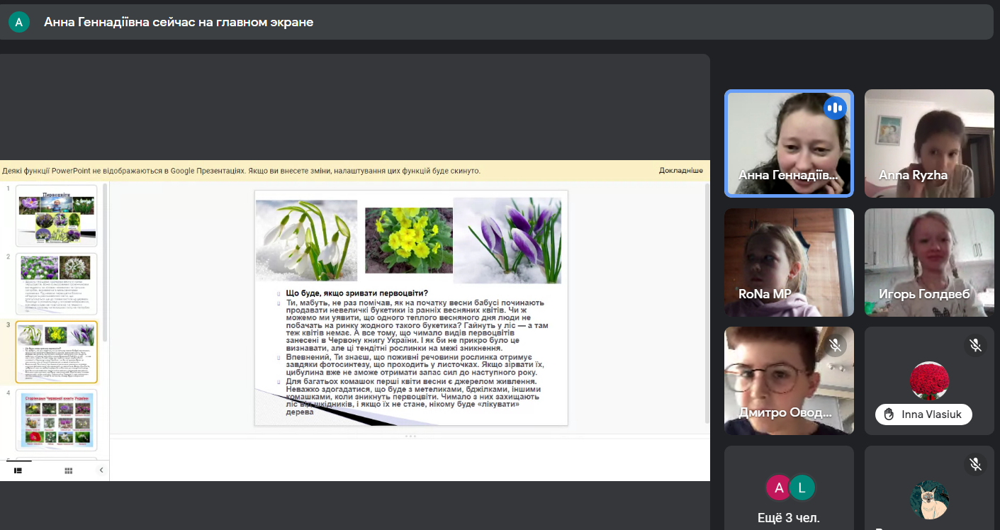 A
Анна Геннадіївна сейчас на главном экране
Деякі функції PowerPoint не відображаються в Google Презентаціях. Якщо ви внесете зміни, налаштування цих функцій буде скинуто.
Докладніше
1
Первоцвіти
2
3
4
Сторінками Червоної книги України
Що буде, якщо зривати первоцвіти?
Ти, мабуть, не раз помічав, як на початку весни бабусі починають
продавати невеличкі букетики із ранніх весняних квітів. Чи ж
можемо ми уявити, що одного теплого весняного дня люди не
побачать на ринку жодного такого букетика? Гайнуть у ліс — а там
теж квітів немає. А все тому, що чимало видів первоцвітів
занесені в Червону книгу України. І як би не прикро було це
визнавати, але ці тендітні рослинки на межі зникнення.
Впевнений, Ти знаєш, що поживні речовини рослинка отримує
завдяки фотосинтезу, що проходить у листочках. Якщо зірвати їх,
цибулина вже не зможе отримати запас сил до наступного року.
Для багатьох комашок перші квіти весни є джерелом живлення.
Неважко здогадатися, що буде з метеликами, бджілками, іншими
комашками, коли зникнуть первоцвіти. Чимало з них захищають
ліс від шкідників, і якщо їх не стане, нікому буде «лікувати»
дерева
Анна Геннадіїв...
Anna Ryzha
RoNa MP
Игорь Голдвеб
Дмитро Овод...
Inna Vlasiuk
A L
Ещё 3 чел.